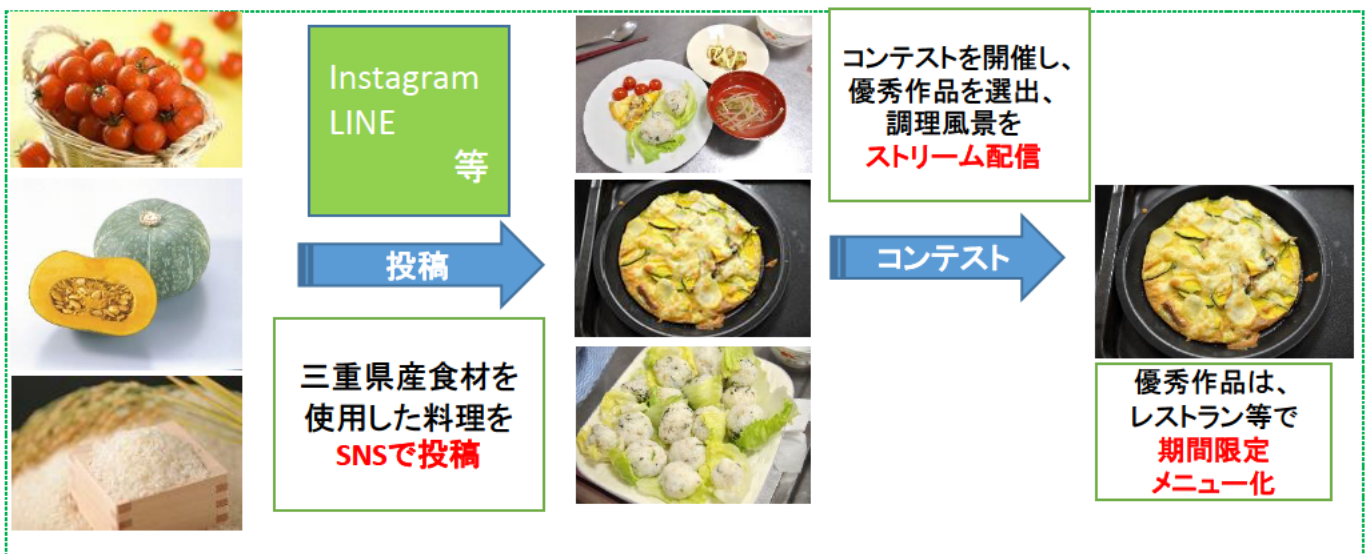 Instagram
LINE
等
投稿
三重県産食材を
使用した料理を
SNSで投稿
コンテストを開催し、
優秀作品を選出、
調理風景を
ストリーム配信
コンテスト
優秀作品は、
レストラン等で
期間限定
メニュー化